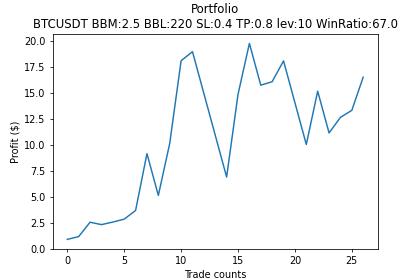 Portfolio
BTCUSDT BBM:2.5 BBL:220 SL:0.4 TP:0.8 lev:10 WinRatio:67.0
20.0
17.5
15.0
12.5
10.0
7.5
5.0
2.5
0.0
Profit ($)
0 5 10 15 20 25
Trade counts